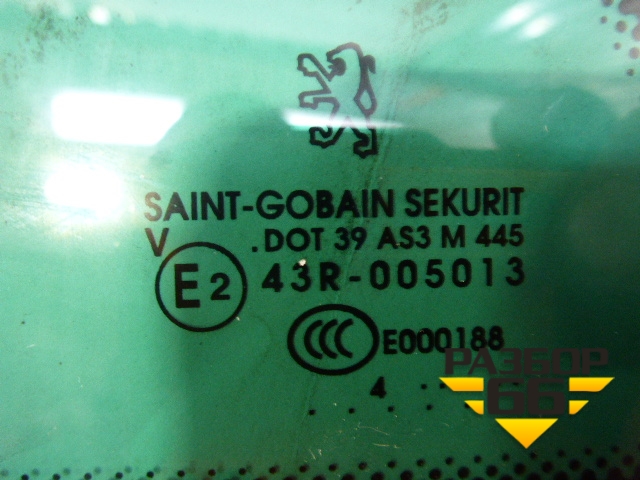 SAINT-GOBAIN SEKURIT
V .DOT 39 AS3 M 445
E2 43R-005013
CCC E000188
4
РАЗБОР
66